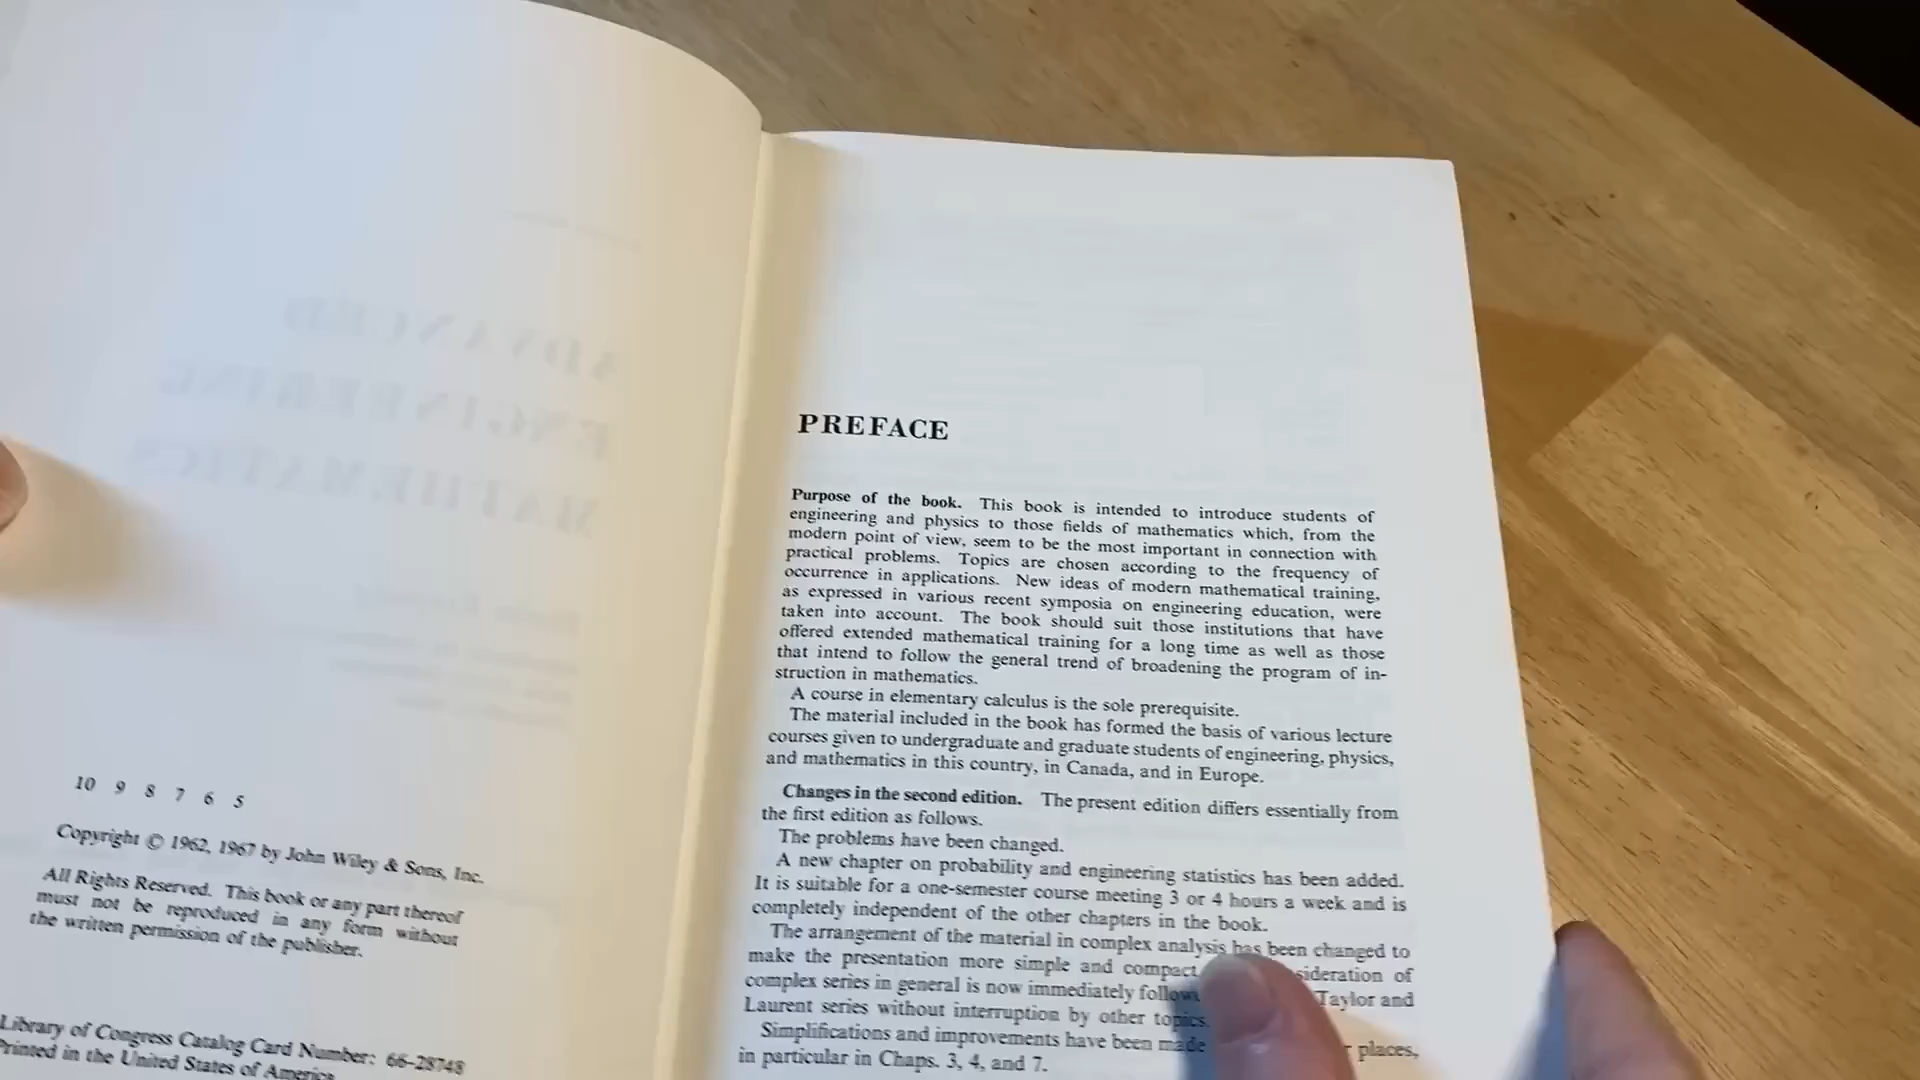 10 9 8 7 6 5
Copyright © 1962, 1967 by John Wiley & Sons, Inc.
All Rights Reserved. This book or any part thereof
must not be reproduced in any form without
the written permission of the publisher.
Library of Congress Catalog Card Number: 66-28748
Printed in the United States of America
PREFACE
Purpose of the book. This book is intended to introduce students of
engineering and physics to those fields of mathematics which, from the
modern point of view, seem to be the most important in connection with
practical problems. Topics are chosen according to the frequency of
occurrence in applications. New ideas of modern mathematical training,
as expressed in various recent symposia on engineering education, were
taken into account. The book should suit those institutions that have
offered extended mathematical training for a long time as well as those
that intend to follow the general trend of broadening the program of in-
struction in mathematics.
A course in elementary calculus is the sole prerequisite.
The material included in the book has formed the basis of various lecture
courses given to undergraduate and graduate students of engineering, physics,
and mathematics in this country, in Canada, and in Europe.
Changes in the second edition. The present edition differs essentially from
the first edition as follows.
The problems have been changed.
A new chapter on probability and engineering statistics has been added.
It is suitable for a one-semester course meeting 3 or 4 hours a week and is
completely independent of the other chapters in the book.
The arrangement of the material in complex analysis has been changed to
make the presentation more simple and compact of
complex series in general is now immediately Taylor and
Laurent series without interruption by other topics.
Simplifications and improvements have been made places,
in particular in Chaps. 3, 4, and 7.